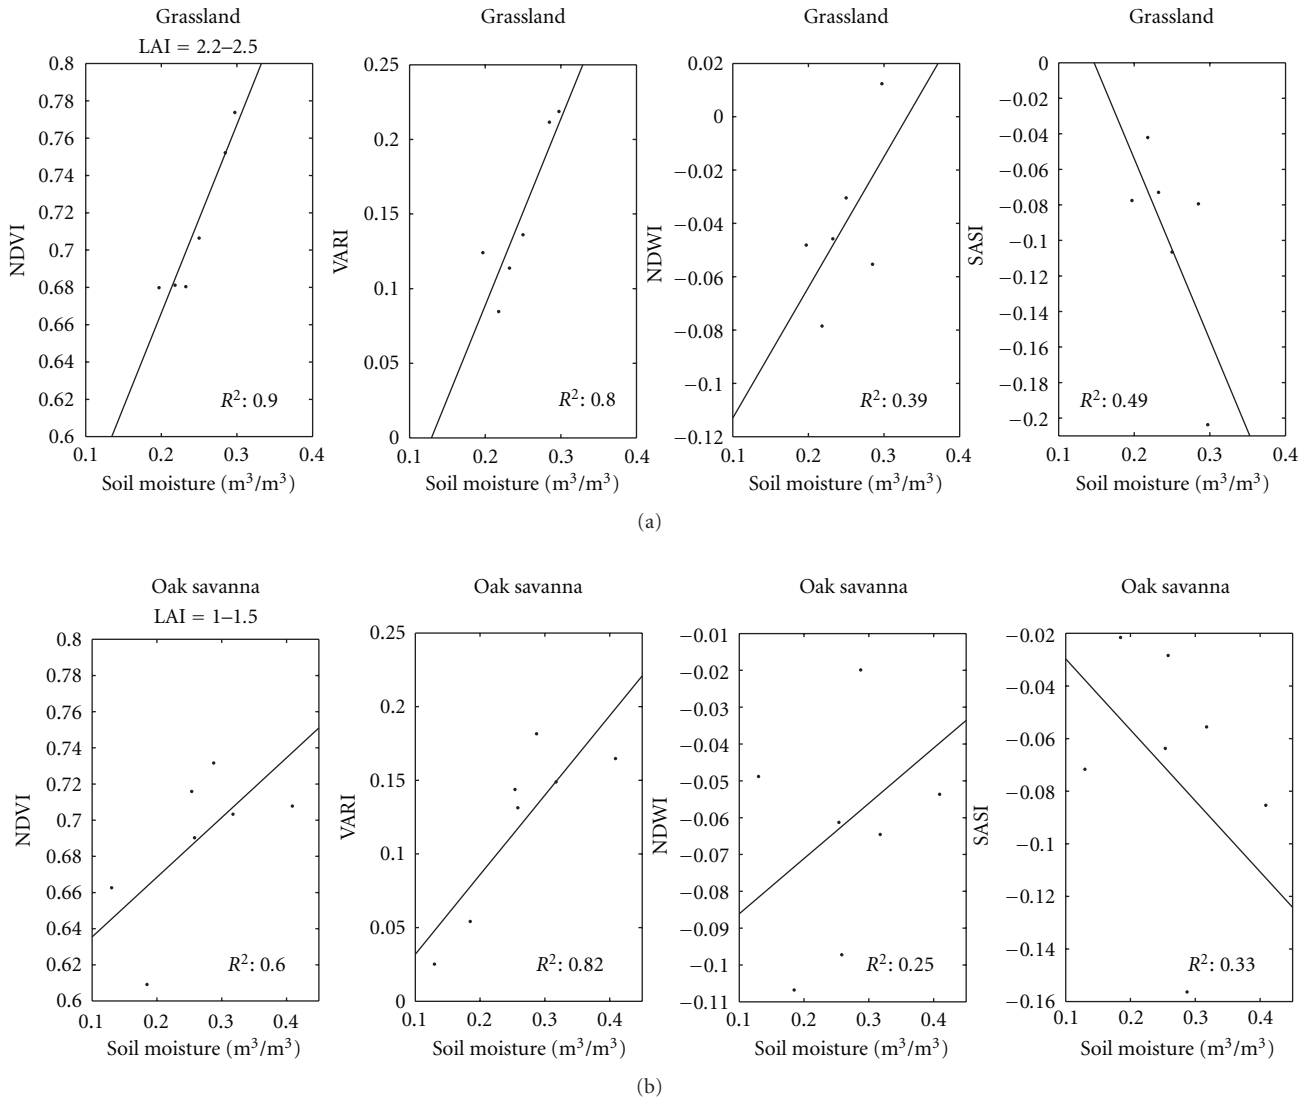 Grassland
LAI = 2.2–2.5
0.8
0.78
0.76
0.74
0.72
0.7
0.68
0.66
0.64
0.62
0.6
NDVI
R²: 0.9
0.1 0.2 0.3 0.4
Soil moisture (m³/m³)
Grassland
0.25
0.2
0.15
0.1
0.05
0
VARI
R²: 0.8
0.1 0.2 0.3 0.4
Soil moisture (m³/m³)
Grassland
0.02
0
−0.02
−0.04
−0.06
−0.08
−0.1
−0.12
NDWI
R²: 0.39
0.1 0.2 0.3 0.4
Soil moisture (m³/m³)
Grassland
0
−0.02
−0.04
−0.06
−0.08
−0.1
−0.12
−0.14
−0.16
−0.18
−0.2
SASI
R²: 0.49
0.1 0.2 0.3 0.4
Soil moisture (m³/m³)
(a)
Oak savanna
LAI = 1–1.5
0.8
0.78
0.76
0.74
0.72
0.7
0.68
0.66
0.64
0.62
0.6
NDVI
R²: 0.6
0.1 0.2 0.3 0.4
Soil moisture (m³/m³)
Oak savanna
0.25
0.2
0.15
0.1
0.05
0
VARI
R²: 0.82
0.1 0.2 0.3 0.4
Soil moisture (m³/m³)
Oak savanna
−0.01
−0.02
−0.03
−0.04
−0.05
−0.06
−0.07
−0.08
−0.09
−0.1
−0.11
NDWI
R²: 0.25
0.1 0.2 0.3 0.4
Soil moisture (m³/m³)
Oak savanna
−0.02
−0.04
−0.06
−0.08
−0.1
−0.12
−0.14
−0.16
SASI
R²: 0.33
0.1 0.2 0.3 0.4
Soil moisture (m³/m³)
(b)